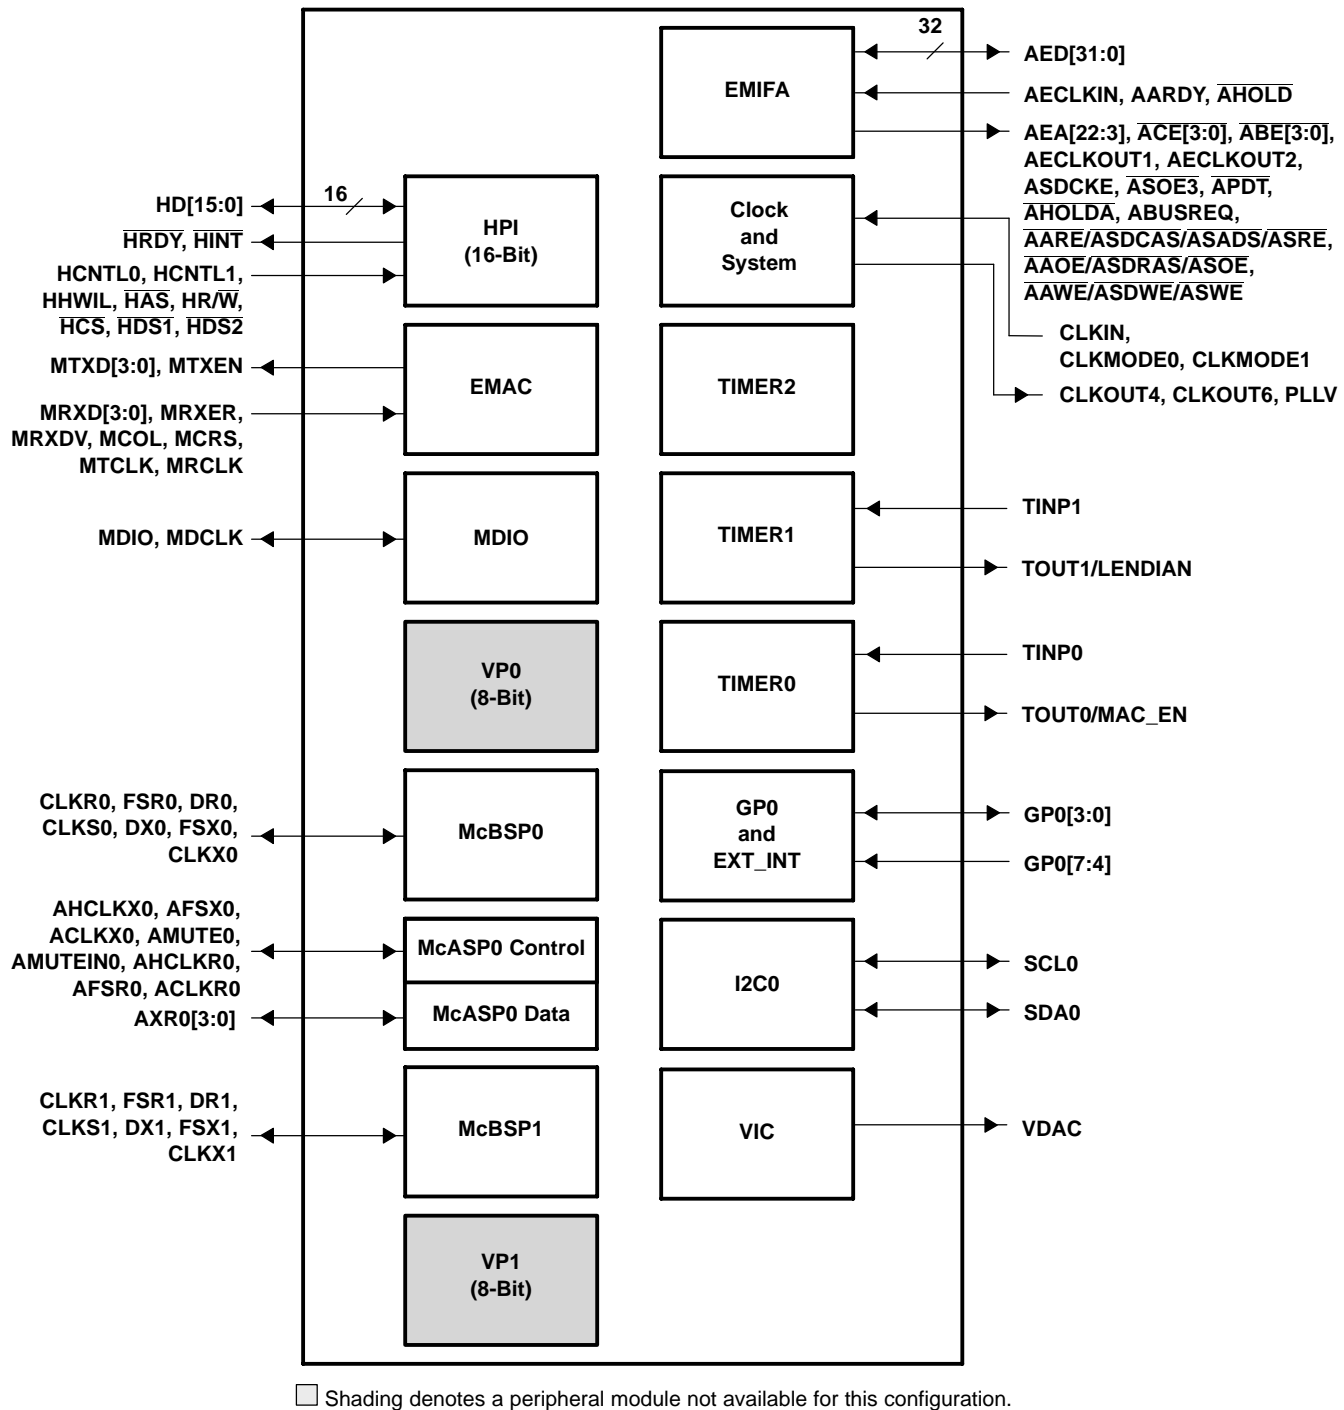 32
AED[31:0]
EMIFA
AECLKIN, AARDY, AHOLD
AEA[22:3], ACE[3:0], ABE[3:0],
AECLKOUT1, AECLKOUT2,
ASDCKE, ASOE3, APDT,
AHOLDA, ABUSREQ,
AARE/ASDCAS/ASADS/ASRE,
AAOE/ASDRAS/ASOE,
AAWE/ASDWE/ASWE
HD[15:0]
16
HRDY, HINT
HCNTL0, HCNTL1,
HHWIL, HAS, HR/W,
HCS, HDS1, HDS2
HPI
(16-Bit)
Clock
and
System
CLKIN,
CLKMODE0, CLKMODE1
CLKOUT4, CLKOUT6, PLLV
MTXD[3:0], MTXEN
MRXD[3:0], MRXER,
MRXDV, MCOL, MCRS,
MTCLK, MRCLK
EMAC
TIMER2
MDIO, MDCLK
MDIO
TIMER1
TINP1
TOUT1/LENDIAN
VP0
(8-Bit)
TIMER0
TINP0
TOUT0/MAC_EN
CLKR0, FSR0, DR0,
CLKS0, DX0, FSX0,
CLKX0
McBSP0
GP0
and
EXT_INT
GP0[3:0]
GP0[7:4]
AHCLKX0, AFSX0,
ACLKX0, AMUTE0,
AMUTEIN0, AHCLKR0,
AFSR0, ACLKR0
AXR0[3:0]
McASP0 Control
McASP0 Data
I2C0
SCL0
SDA0
CLKR1, FSR1, DR1,
CLKS1, DX1, FSX1,
CLKX1
McBSP1
VIC
VDAC
VP1
(8-Bit)
Shading denotes a peripheral module not available for this configuration.